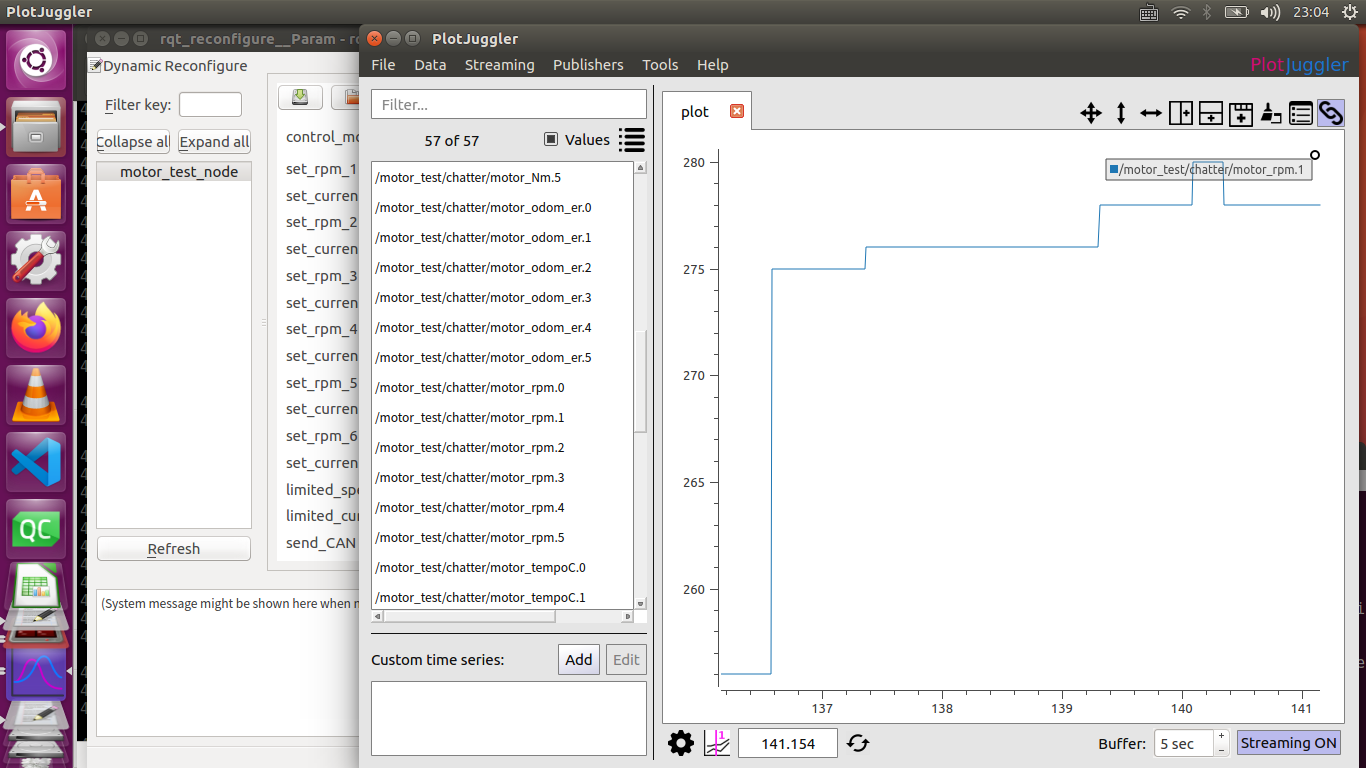 PlotJuggler
23:04
rqt_reconfigure__Param - ro
PlotJuggler
Dynamic Reconfigure
Filter key:
Collapse all
Expand all
motor_test_node
Refresh
(System message might be shown here when n
control_mo
set_rpm_1
set_curren
set_rpm_2
set_curren
set_rpm_3
set_curren
set_rpm_4
set_curren
set_rpm_5
set_curren
set_rpm_6
set_curren
limited_spe
limited_cur
send_CAN
File Data Streaming Publishers Tools Help
PlotJuggler
Filter...
57 of 57
Values
/motor_test/chatter/motor_Nm.5
/motor_test/chatter/motor_odom_er.0
/motor_test/chatter/motor_odom_er.1
/motor_test/chatter/motor_odom_er.2
/motor_test/chatter/motor_odom_er.3
/motor_test/chatter/motor_odom_er.4
/motor_test/chatter/motor_odom_er.5
/motor_test/chatter/motor_rpm.0
/motor_test/chatter/motor_rpm.1
/motor_test/chatter/motor_rpm.2
/motor_test/chatter/motor_rpm.3
/motor_test/chatter/motor_rpm.4
/motor_test/chatter/motor_rpm.5
/motor_test/chatter/motor_tempoC.0
/motor_test/chatter/motor_tempoC.1
Custom time series:
Add
Edit
plot
/motor_test/chatter/motor_rpm.1
280
275
270
265
260
137 138 139 140 141
1
141.154
Buffer:
5 sec
Streaming ON
QC